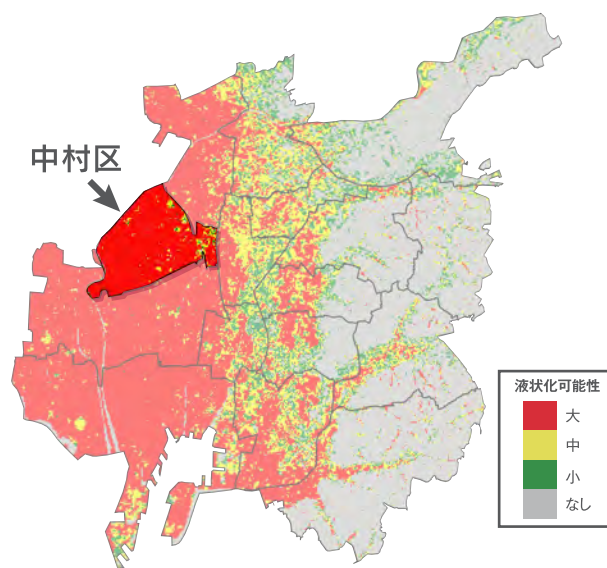 中村区
液状化可能性
大
中
小
なし